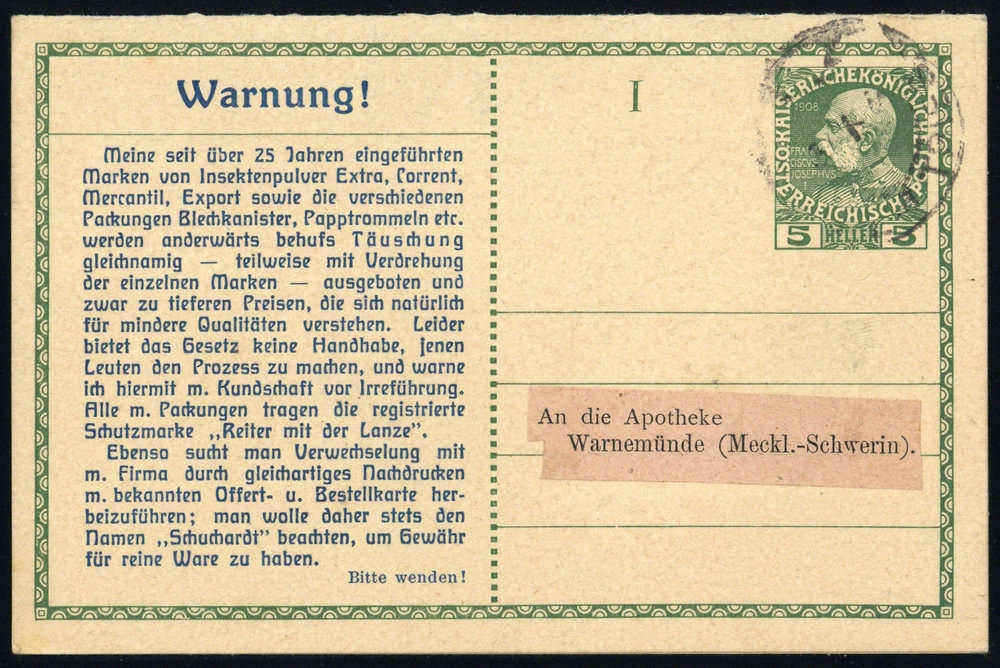 Warnung!
Meine seit über 25 Jahren eingeführten
Marken von Insektenpulver Extra, Corrent,
Mercantil, Export sowie die verschiedenen
Packungen Blechkanister, Papptrommeln etc.
werden anderwärts behufs Täuschung
gleichnamig — teilweise mit Verdrehung
der einzelnen Marken — ausgeboten und
zwar zu tieferen Preisen, die sich natürlich
für mindere Qualitäten verstehen. Leider
bietet das Gesetz keine Handhabe, jenen
Leuten den Prozess zu machen, und warne
ich hiermit m. Kundschaft vor Irreführung.
Alle m. Packungen tragen die registrierte
Schutzmarke „Reiter mit der Lanze".
Ebenso sucht man Verwechselung mit
m. Firma durch gleichartiges Nachdrucken
m. bekannten Offert- u. Bestellkarte her-
beizuführen; man wolle daher stets den
Namen „Schuchardt" beachten, um Gewähr
für reine Ware zu haben.
Bitte wenden!
I
1908
FRAN
CISCUS
JOSEPHVS
I
5 HELLER 5
An die Apotheke
Warnemünde (Meckl.-Schwerin).